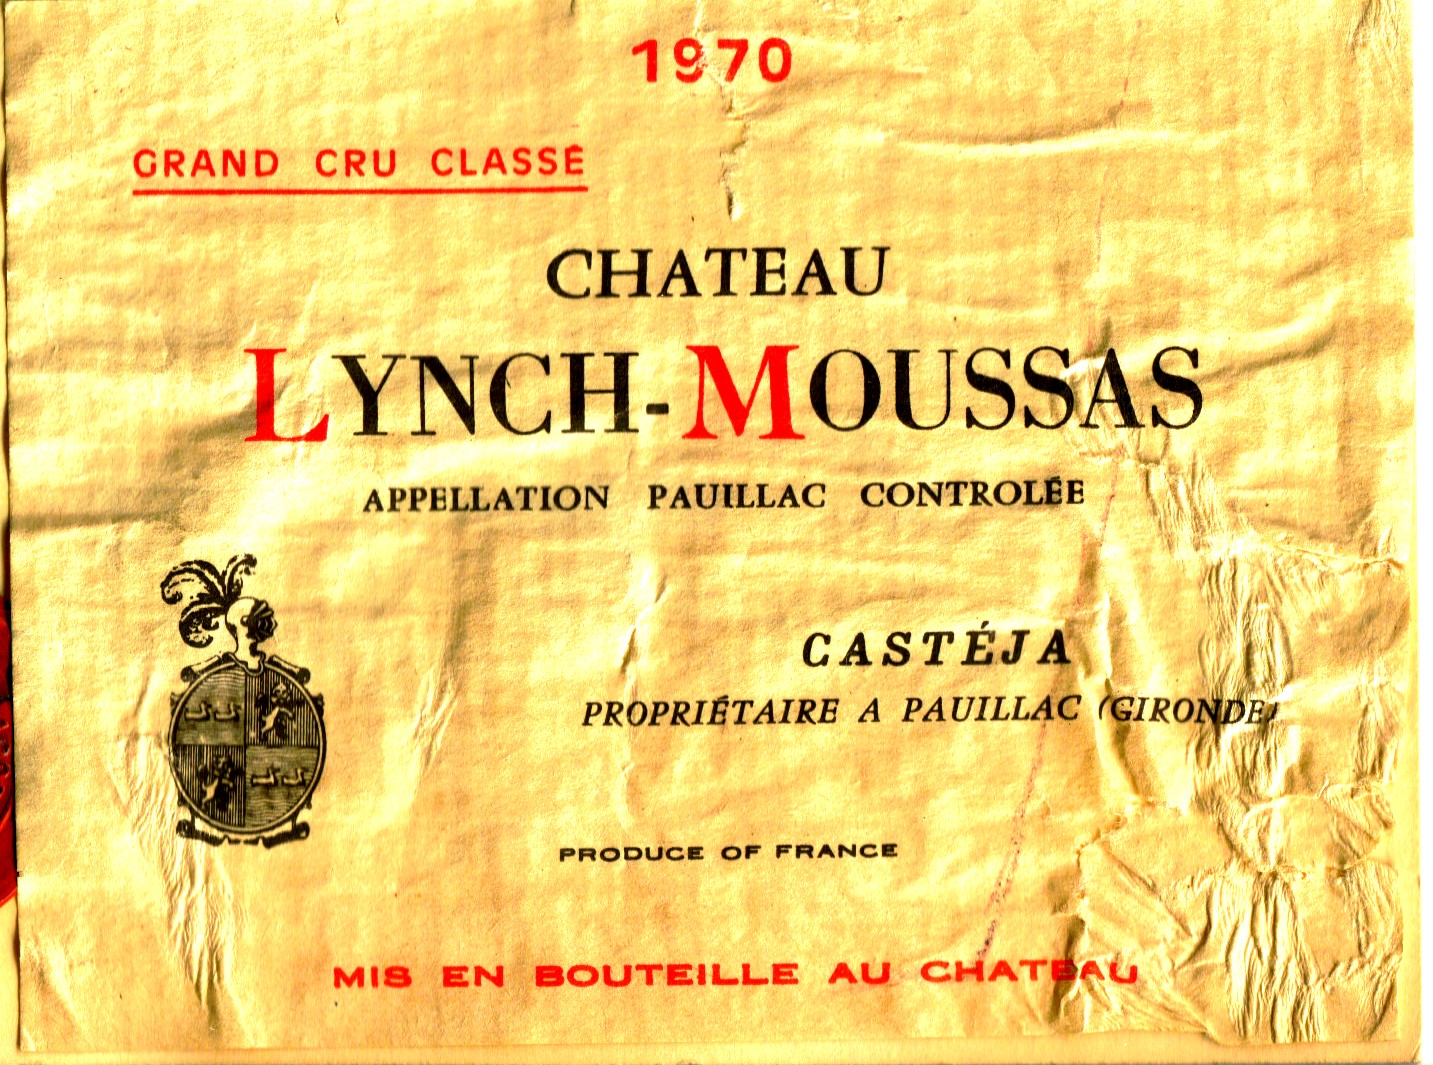 1970
GRAND CRU CLASSÉ
CHATEAU
LYNCH-MOUSSAS
APPELLATION PAUILLAC CONTROLÉE
CASTÉJA
PROPRIÉTAIRE A PAUILLAC (GIRONDE)
PRODUCE OF FRANCE
MIS EN BOUTEILLE AU CHATEAU